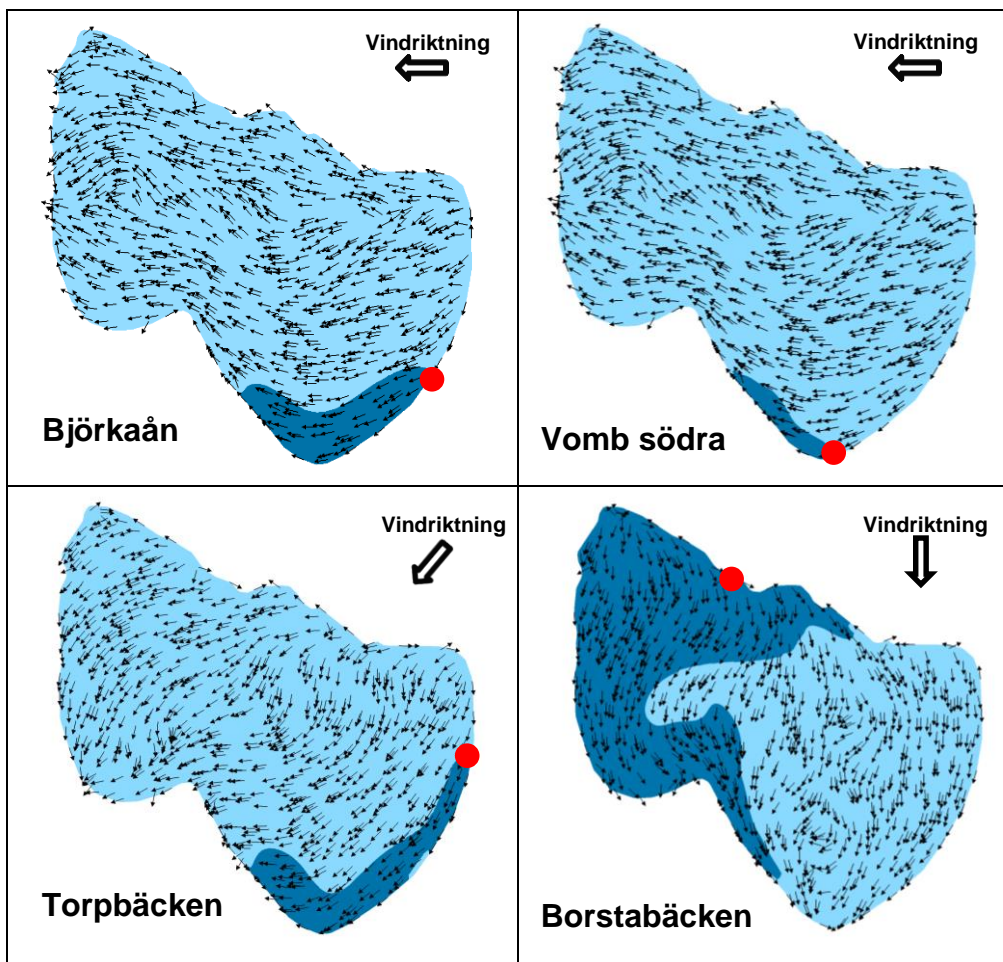 Vindriktning
Björkaån
Vindriktning
Vomb södra
Vindriktning
Torpbäcken
Vindriktning
Borstabäcken